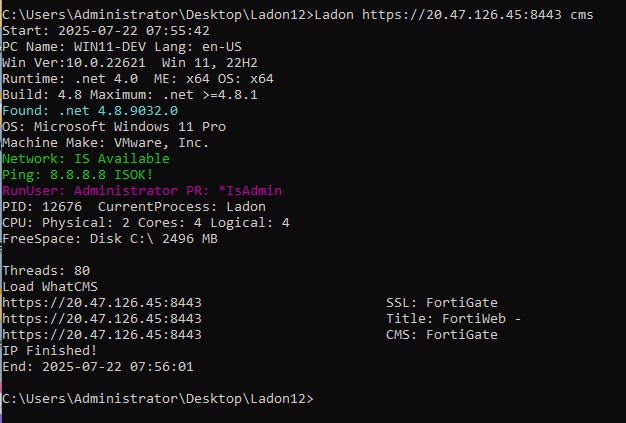 C:\Users\Administrator\Desktop\Ladon12>Ladon https://20.47.126.45:8443 cms
Start: 2025-07-22 07:55:42
PC Name: WIN11-DEV Lang: en-US
Win Ver:10.0.22621  Win 11, 22H2
Runtime: .net 4.0  ME: x64 OS: x64
Build: 4.8 Maximum: .net >=4.8.1
Found: .net 4.8.9032.0
OS: Microsoft Windows 11 Pro
Machine Make: VMware, Inc.
Network: IS Available
Ping: 8.8.8.8 ISOK!
RunUser: Administrator PR: *IsAdmin
PID: 12676  CurrentProcess: Ladon
CPU: Physical: 2 Cores: 4 Logical: 4
FreeSpace: Disk C:\ 2496 MB
Threads: 80
Load WhatCMS
https://20.47.126.45:8443                       SSL: FortiGate
https://20.47.126.45:8443                       Title: FortiWeb -
https://20.47.126.45:8443                       CMS: FortiGate
IP Finished!
End: 2025-07-22 07:56:01
C:\Users\Administrator\Desktop\Ladon12>